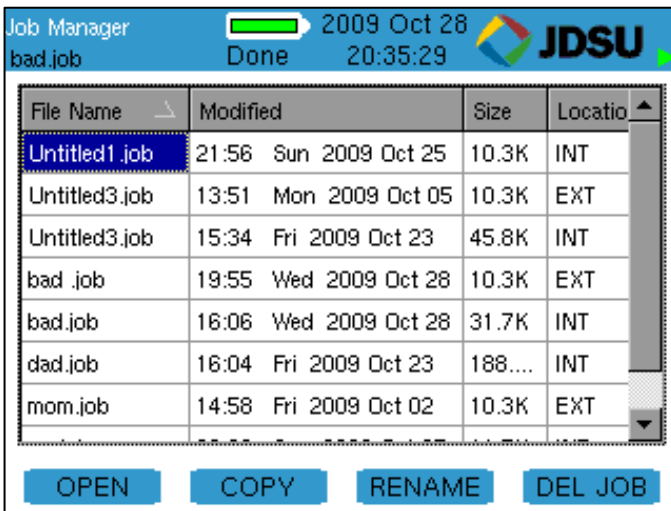 Job Manager 2009 Oct 28 JDSU
bad.job Done 20:35:29
File Name Modified Size Locatio
Untitled1.job 21:56 Sun 2009 Oct 25 10.3K INT
Untitled3.job 13:51 Mon 2009 Oct 05 10.3K EXT
Untitled3.job 15:34 Fri 2009 Oct 23 45.8K INT
bad .job 19:55 Wed 2009 Oct 28 10.3K EXT
bad.job 16:06 Wed 2009 Oct 28 31.7K INT
dad.job 16:04 Fri 2009 Oct 23 188.... INT
mom.job 14:58 Fri 2009 Oct 02 10.3K EXT
OPEN COPY RENAME DEL JOB